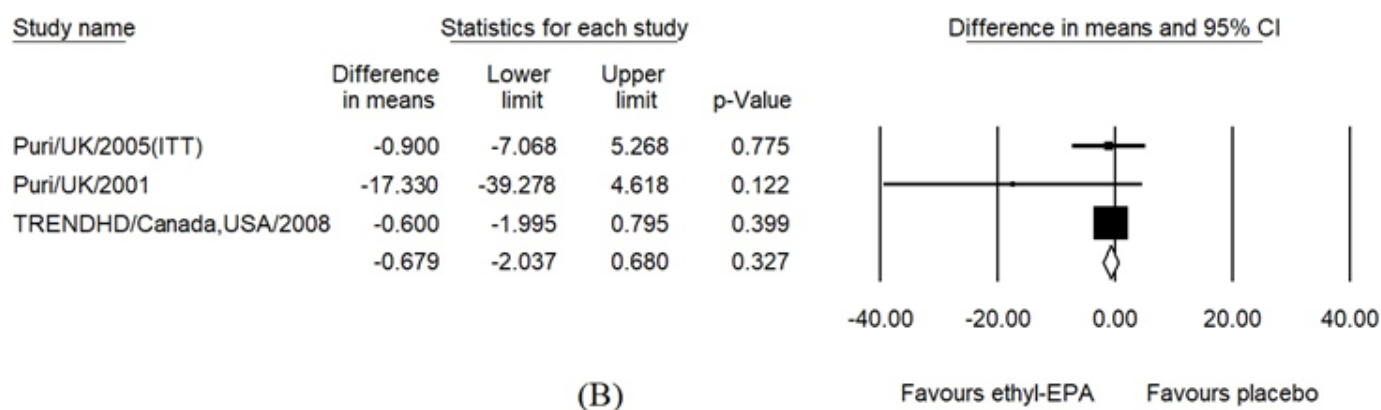 Study name Statistics for each study Difference in means and 95% CI
Difference in means Lower limit Upper limit p-Value
Puri/UK/2005(ITT) -0.900 -7.068 5.268 0.775
Puri/UK/2001 -17.330 -39.278 4.618 0.122
TRENDHD/Canada,USA/2008 -0.600 -1.995 0.795 0.399
-0.679 -2.037 0.680 0.327
-40.00 -20.00 0.00 20.00 40.00
(B) Favours ethyl-EPA Favours placebo